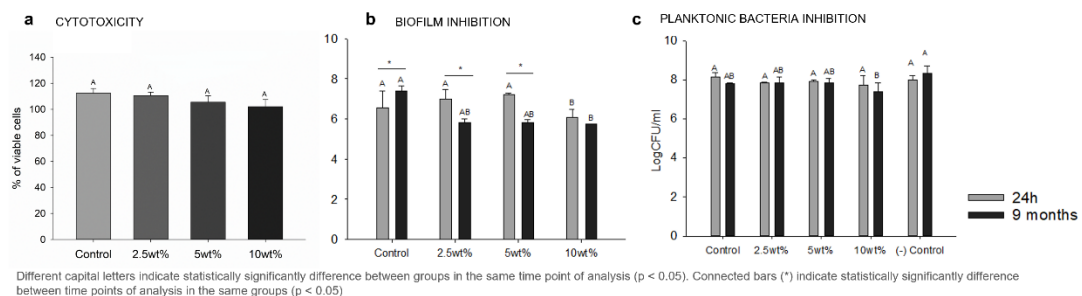 a CYTOTOXICITY
% of viable cells
140
120
100
80
60
40
20
0
A A A A
Control 2.5wt% 5wt% 10wt%
b BIOFILM INHIBITION
10
8
6
4
2
0
* * *
A A A AB A AB B B
Control 2.5wt% 5wt% 10wt%
c PLANKTONIC BACTERIA INHIBITION
LogCFU/ml
10
8
6
4
2
0
A AB A AB A AB A B A A
Control 2.5wt% 5wt% 10wt% (-) Control
24h
9 months
Different capital letters indicate statistically significantly difference between groups in the same time point of analysis (p < 0.05). Connected bars (*) indicate statistically significantly difference
between time points of analysis in the same groups (p < 0.05)